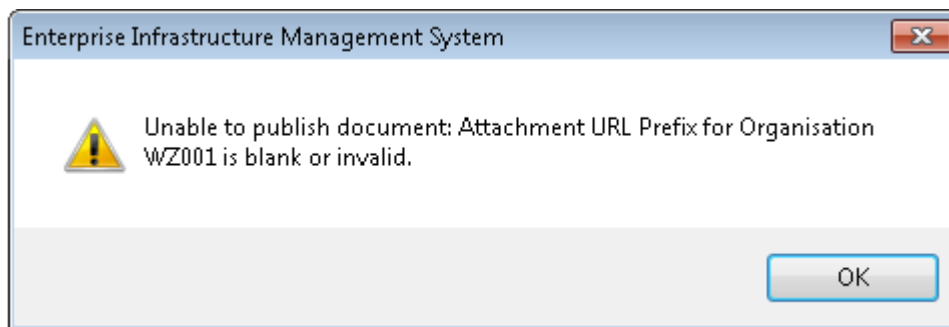 Enterprise Infrastructure Management System
Unable to publish document: Attachment URL Prefix for Organisation
WZ001 is blank or invalid.
OK